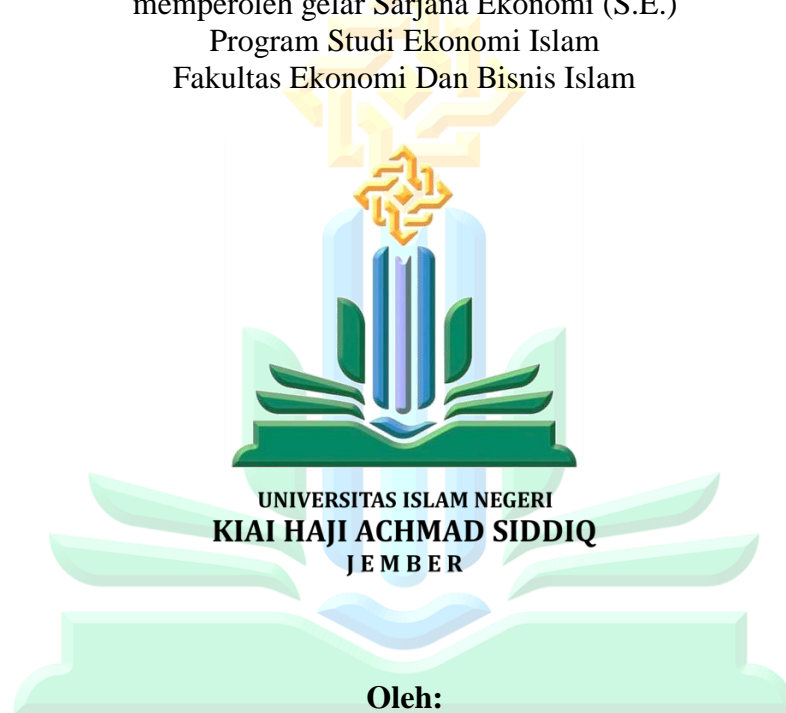 memperoleh gelar Sarjana Ekonomi (S.E.)
Program Studi Ekonomi Islam
Fakultas Ekonomi Dan Bisnis Islam
UNIVERSITAS ISLAM NEGERI
KIAI HAJI ACHMAD SIDDIQ
JEMBER
Oleh: